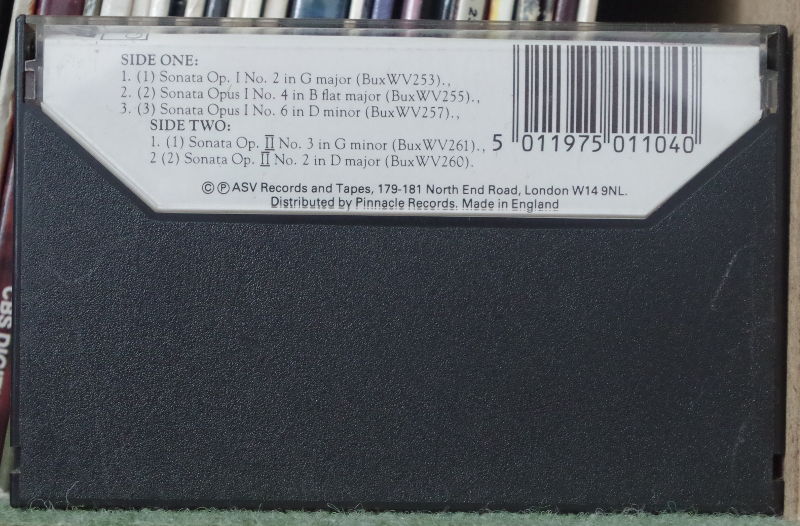 SIDE ONE:
1. (1) Sonata Op. I No. 2 in G major (BuxWV253).,
2. (2) Sonata Opus I No. 4 in B flat major (BuxWV255).,
3. (3) Sonata Opus I No. 6 in D minor (BuxWV257).,
SIDE TWO:
1. (1) Sonata Op. II No. 3 in G minor (BuxWV261).,
2 (2) Sonata Op. II No. 2 in D major (BuxWV260).
5 011975 011040
© ℗ ASV Records and Tapes, 179-181 North End Road, London W14 9NL.
Distributed by Pinnacle Records. Made in England
CBS DIGIT